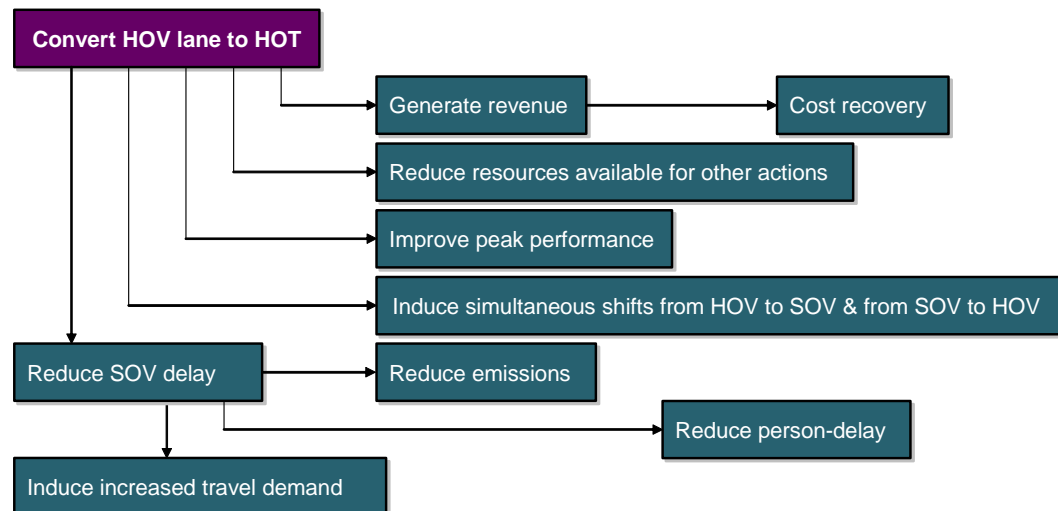 Convert HOV lane to HOT
Generate revenue
Cost recovery
Reduce resources available for other actions
Improve peak performance
Induce simultaneous shifts from HOV to SOV & from SOV to HOV
Reduce SOV delay
Reduce emissions
Reduce person-delay
Induce increased travel demand